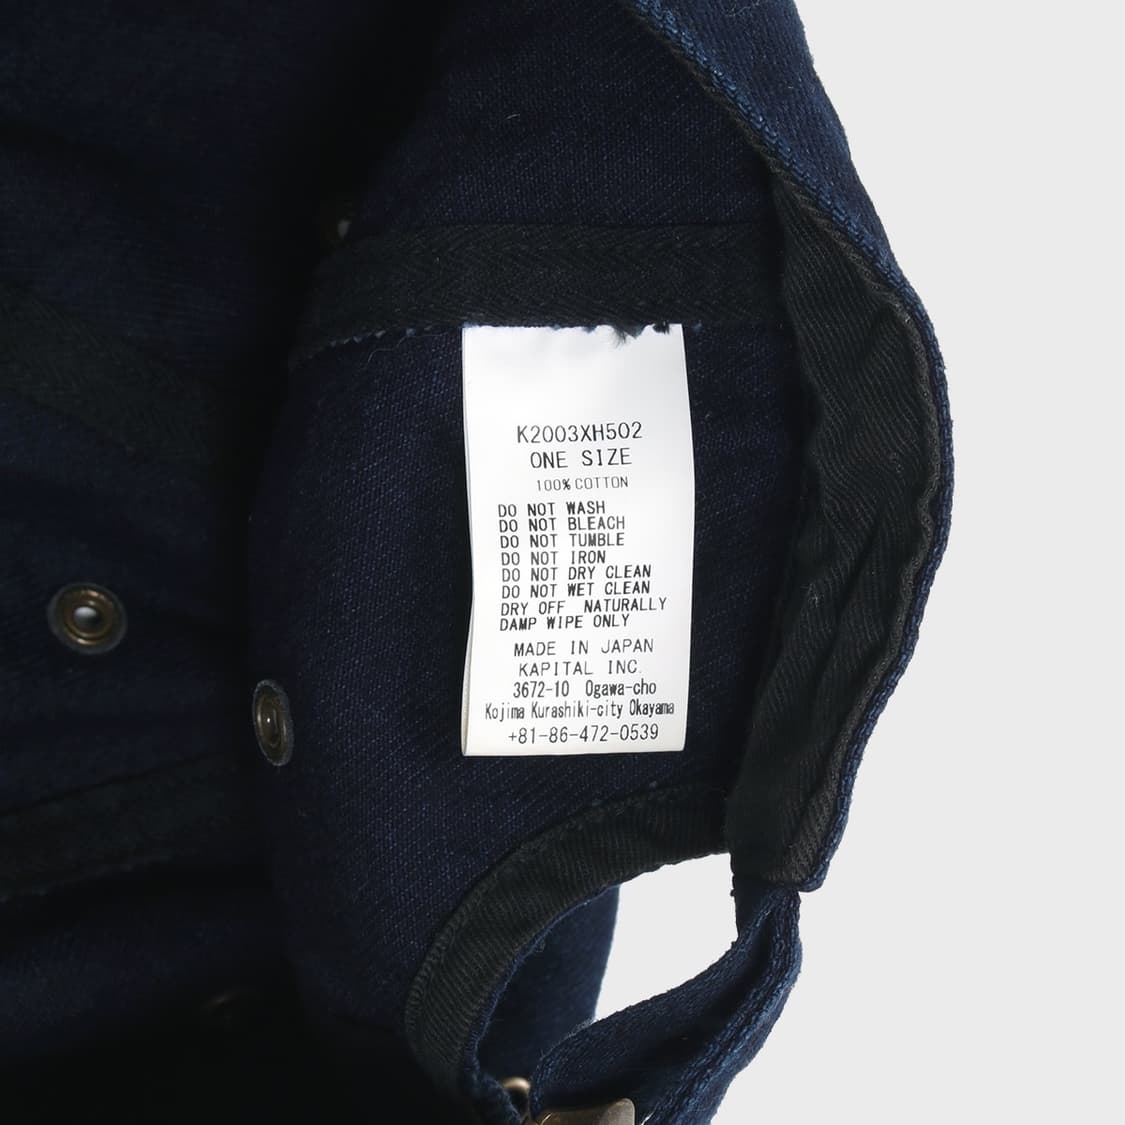 K2003XH502
ONE SIZE
100% COTTON
DO NOT WASH
DO NOT BLEACH
DO NOT TUMBLE
DO NOT IRON
DO NOT DRY CLEAN
DO NOT WET CLEAN
DRY OFF NATURALLY
DAMP WIPE ONLY
MADE IN JAPAN
KAPITAL INC.
3672-10 Ogawa-cho
Kojima Kurashiki-city Okayama
+81-86-472-0539